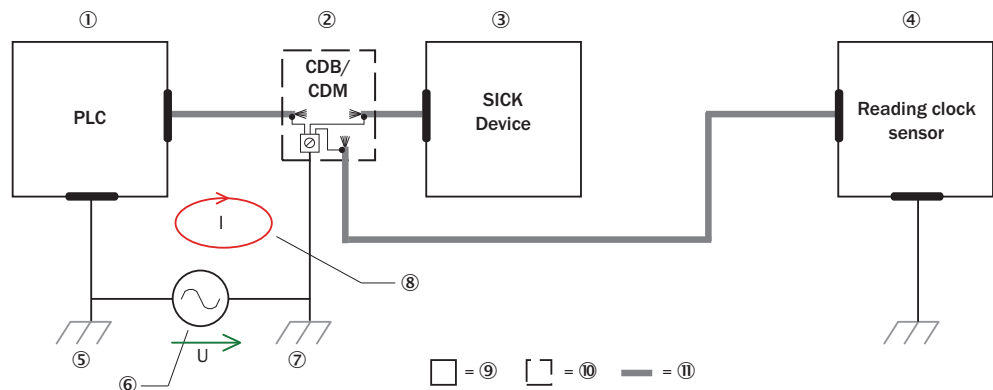 ① ② ③ ④
CDB/
CDM
PLC
SICK
Device
Reading clock
sensor
I
⑧
⑤ U ⑦
⑥
= ⑨ = ⑩ = ⑪